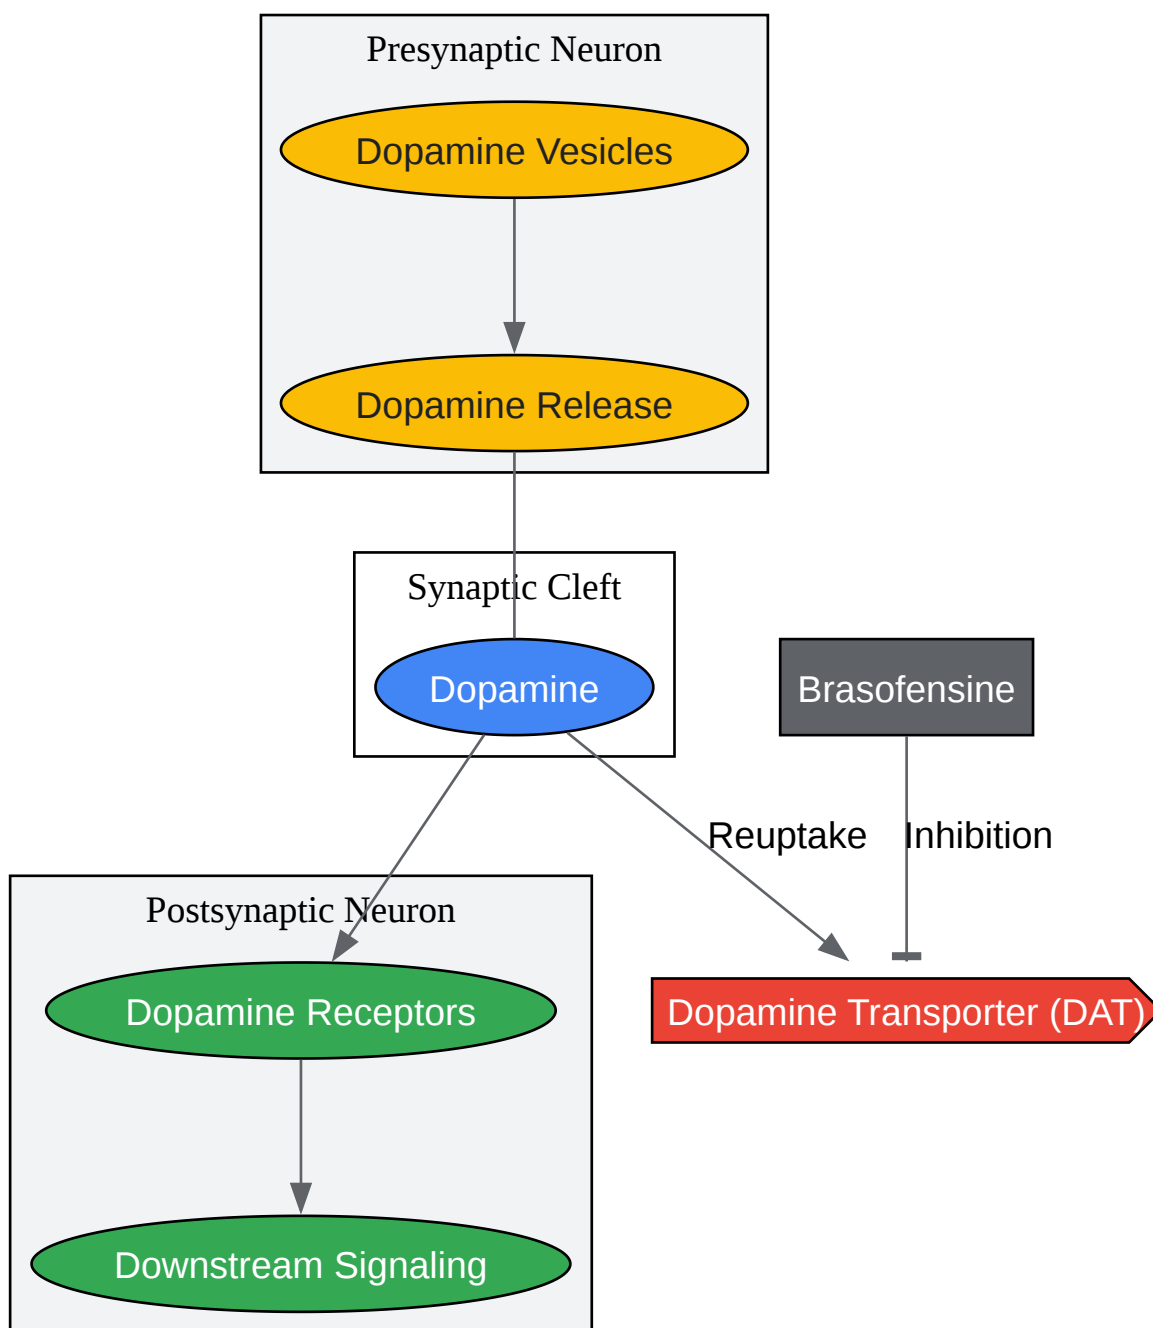 Presynaptic Neuron
Dopamine Vesicles
Dopamine Release
Synaptic Cleft
Dopamine
Brasofensine
Reuptake
Inhibition
Postsynaptic Neuron
Dopamine Receptors
Dopamine Transporter (DAT)
Downstream Signaling